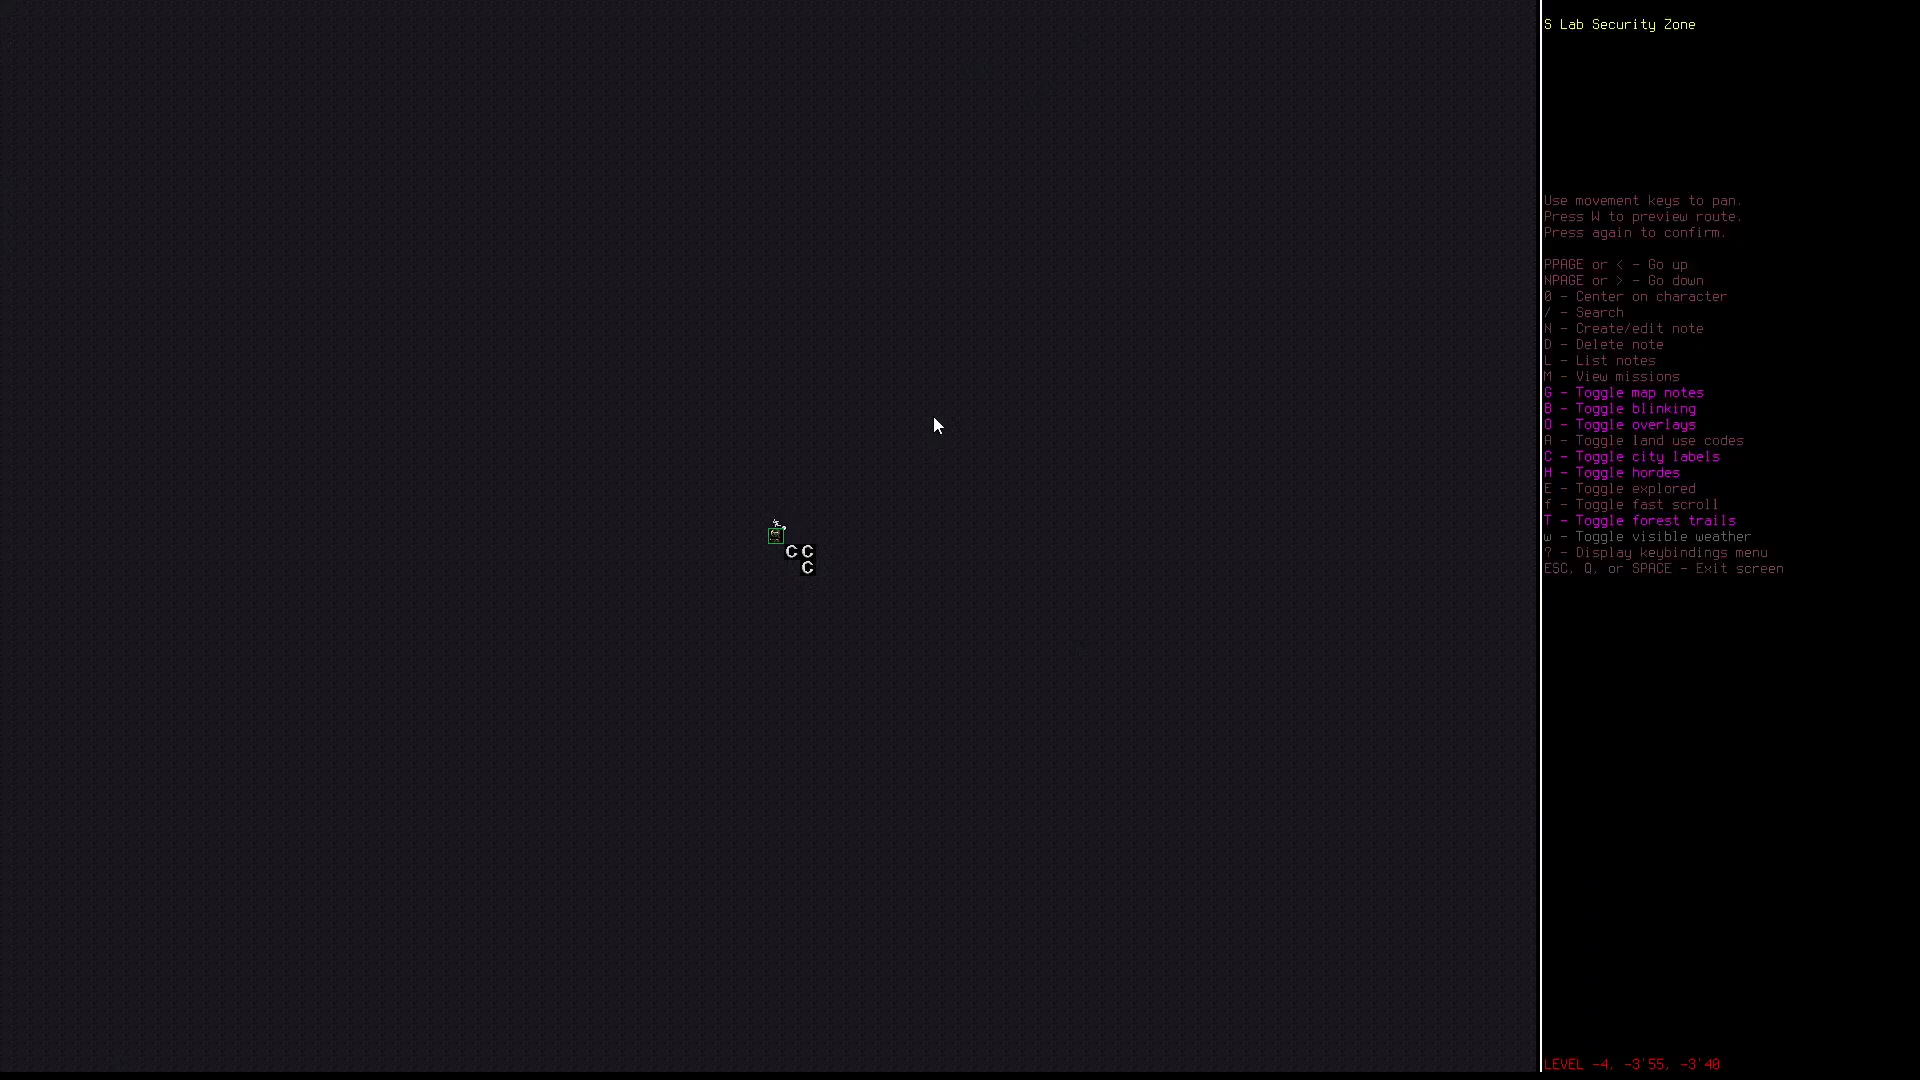 S Lab Security Zone
Use movement keys to pan.
Press W to preview route.
Press again to confirm.
PPAGE or < - Go up
NPAGE or > - Go down
0 - Center on character
/ - Search
N - Create/edit note
D - Delete note
L - List notes
M - View missions
G - Toggle map notes
B - Toggle blinking
O - Toggle overlays
A - Toggle land use codes
C - Toggle city labels
H - Toggle hordes
E - Toggle explored
f - Toggle fast scroll
T - Toggle forest trails
w - Toggle visible weather
? - Display keybindings menu
ESC, Q, or SPACE - Exit screen
C C
C
LEVEL -4, -3'55, -3'40